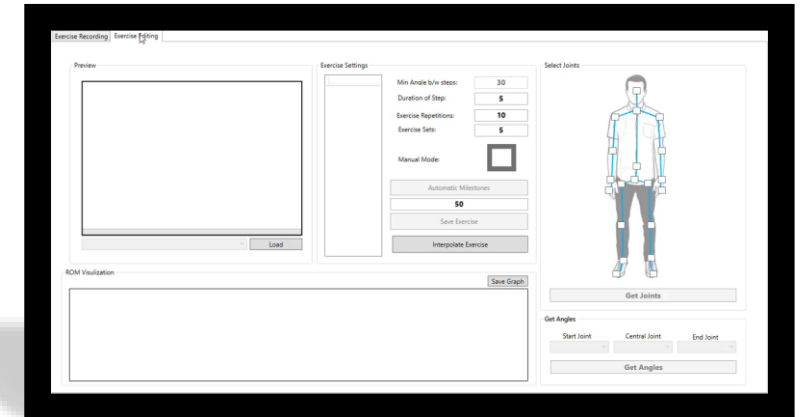 Exercise Recording Exercise Editing
Preview
Load
Exercise Settings
Min Angle b/w steps: 30
Duration of Step: 5
Exercise Repetitions: 10
Exercise Sets: 5
Manual Mode:
Automatic Milestones
50
Save Exercise
Interpolate Exercise
Select Joints
Get Joints
ROM Visulization
Save Graph
Get Angles
Start Joint Central Joint End Joint
Get Angles